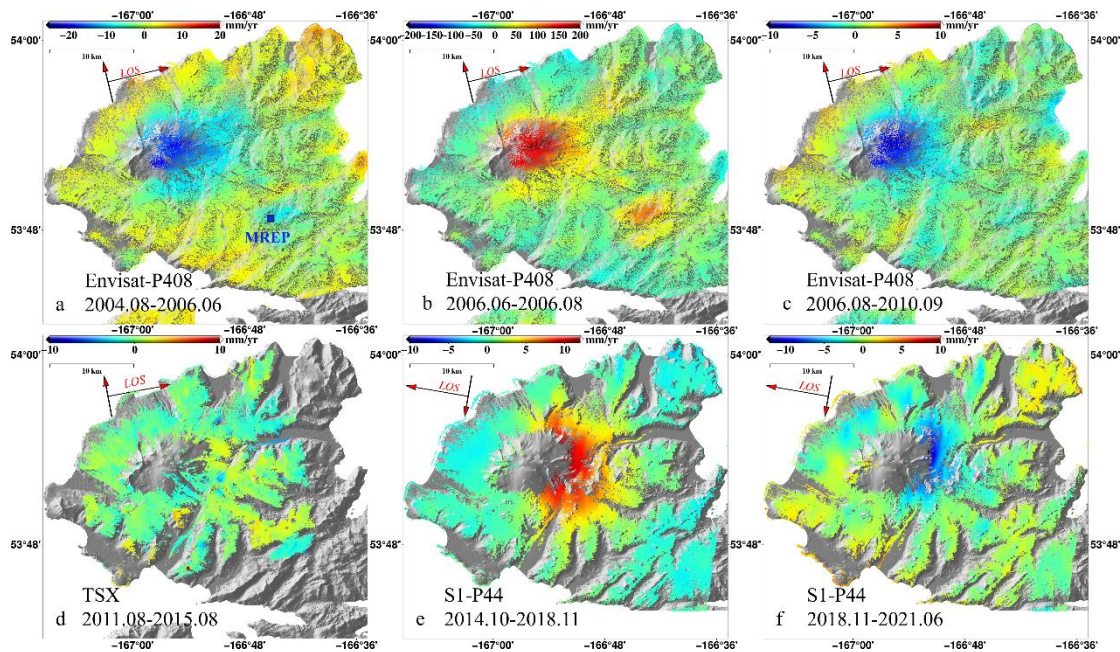 −167°00' −166°48' −166°36' −167°00' −166°48' −166°36' −167°00' −166°48' −166°36'
−20 −10 0 10 20 mm/yr
−200 −150 −100 −50 0 50 100 150 200 mm/yr
−10 −5 0 5 10 mm/yr
54°00' 54°00'
10 km LOS
10 km LOS
10 km LOS
53°48' 53°48'
MREP
Envisat-P408
a 2004.08-2006.06
Envisat-P408
b 2006.06-2006.08
Envisat-P408
c 2006.08-2010.09
−167°00' −166°48' −166°36' −167°00' −166°48' −166°36' −167°00' −166°48' −166°36'
−10 0 10 mm/yr
−10 −5 0 5 10 mm/yr
−10 −5 0 5 10 mm/yr
54°00' 54°00'
10 km LOS
LOS 10 km
LOS 10 km
53°48' 53°48'
TSX
d 2011.08-2015.08
S1-P44
e 2014.10-2018.11
S1-P44
f 2018.11-2021.06
−167°00' −166°48' −166°36' −167°00' −166°48' −166°36' −167°00' −166°48' −166°36'